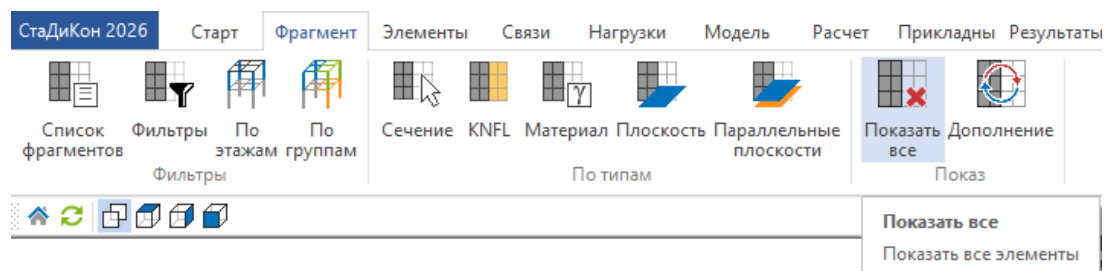 СтаДиКон 2026 Старт Фрагмент Элементы Связи Нагрузки Модель Расчет Прикладны Результаты
Список фрагментов
Фильтры
По этажам
По группам
Сечение
KNFL
Материал
Плоскость
Параллельные плоскости
Показать все
Дополнение
Фильтры По типам Показ
γ
Показать все
Показать все элементы